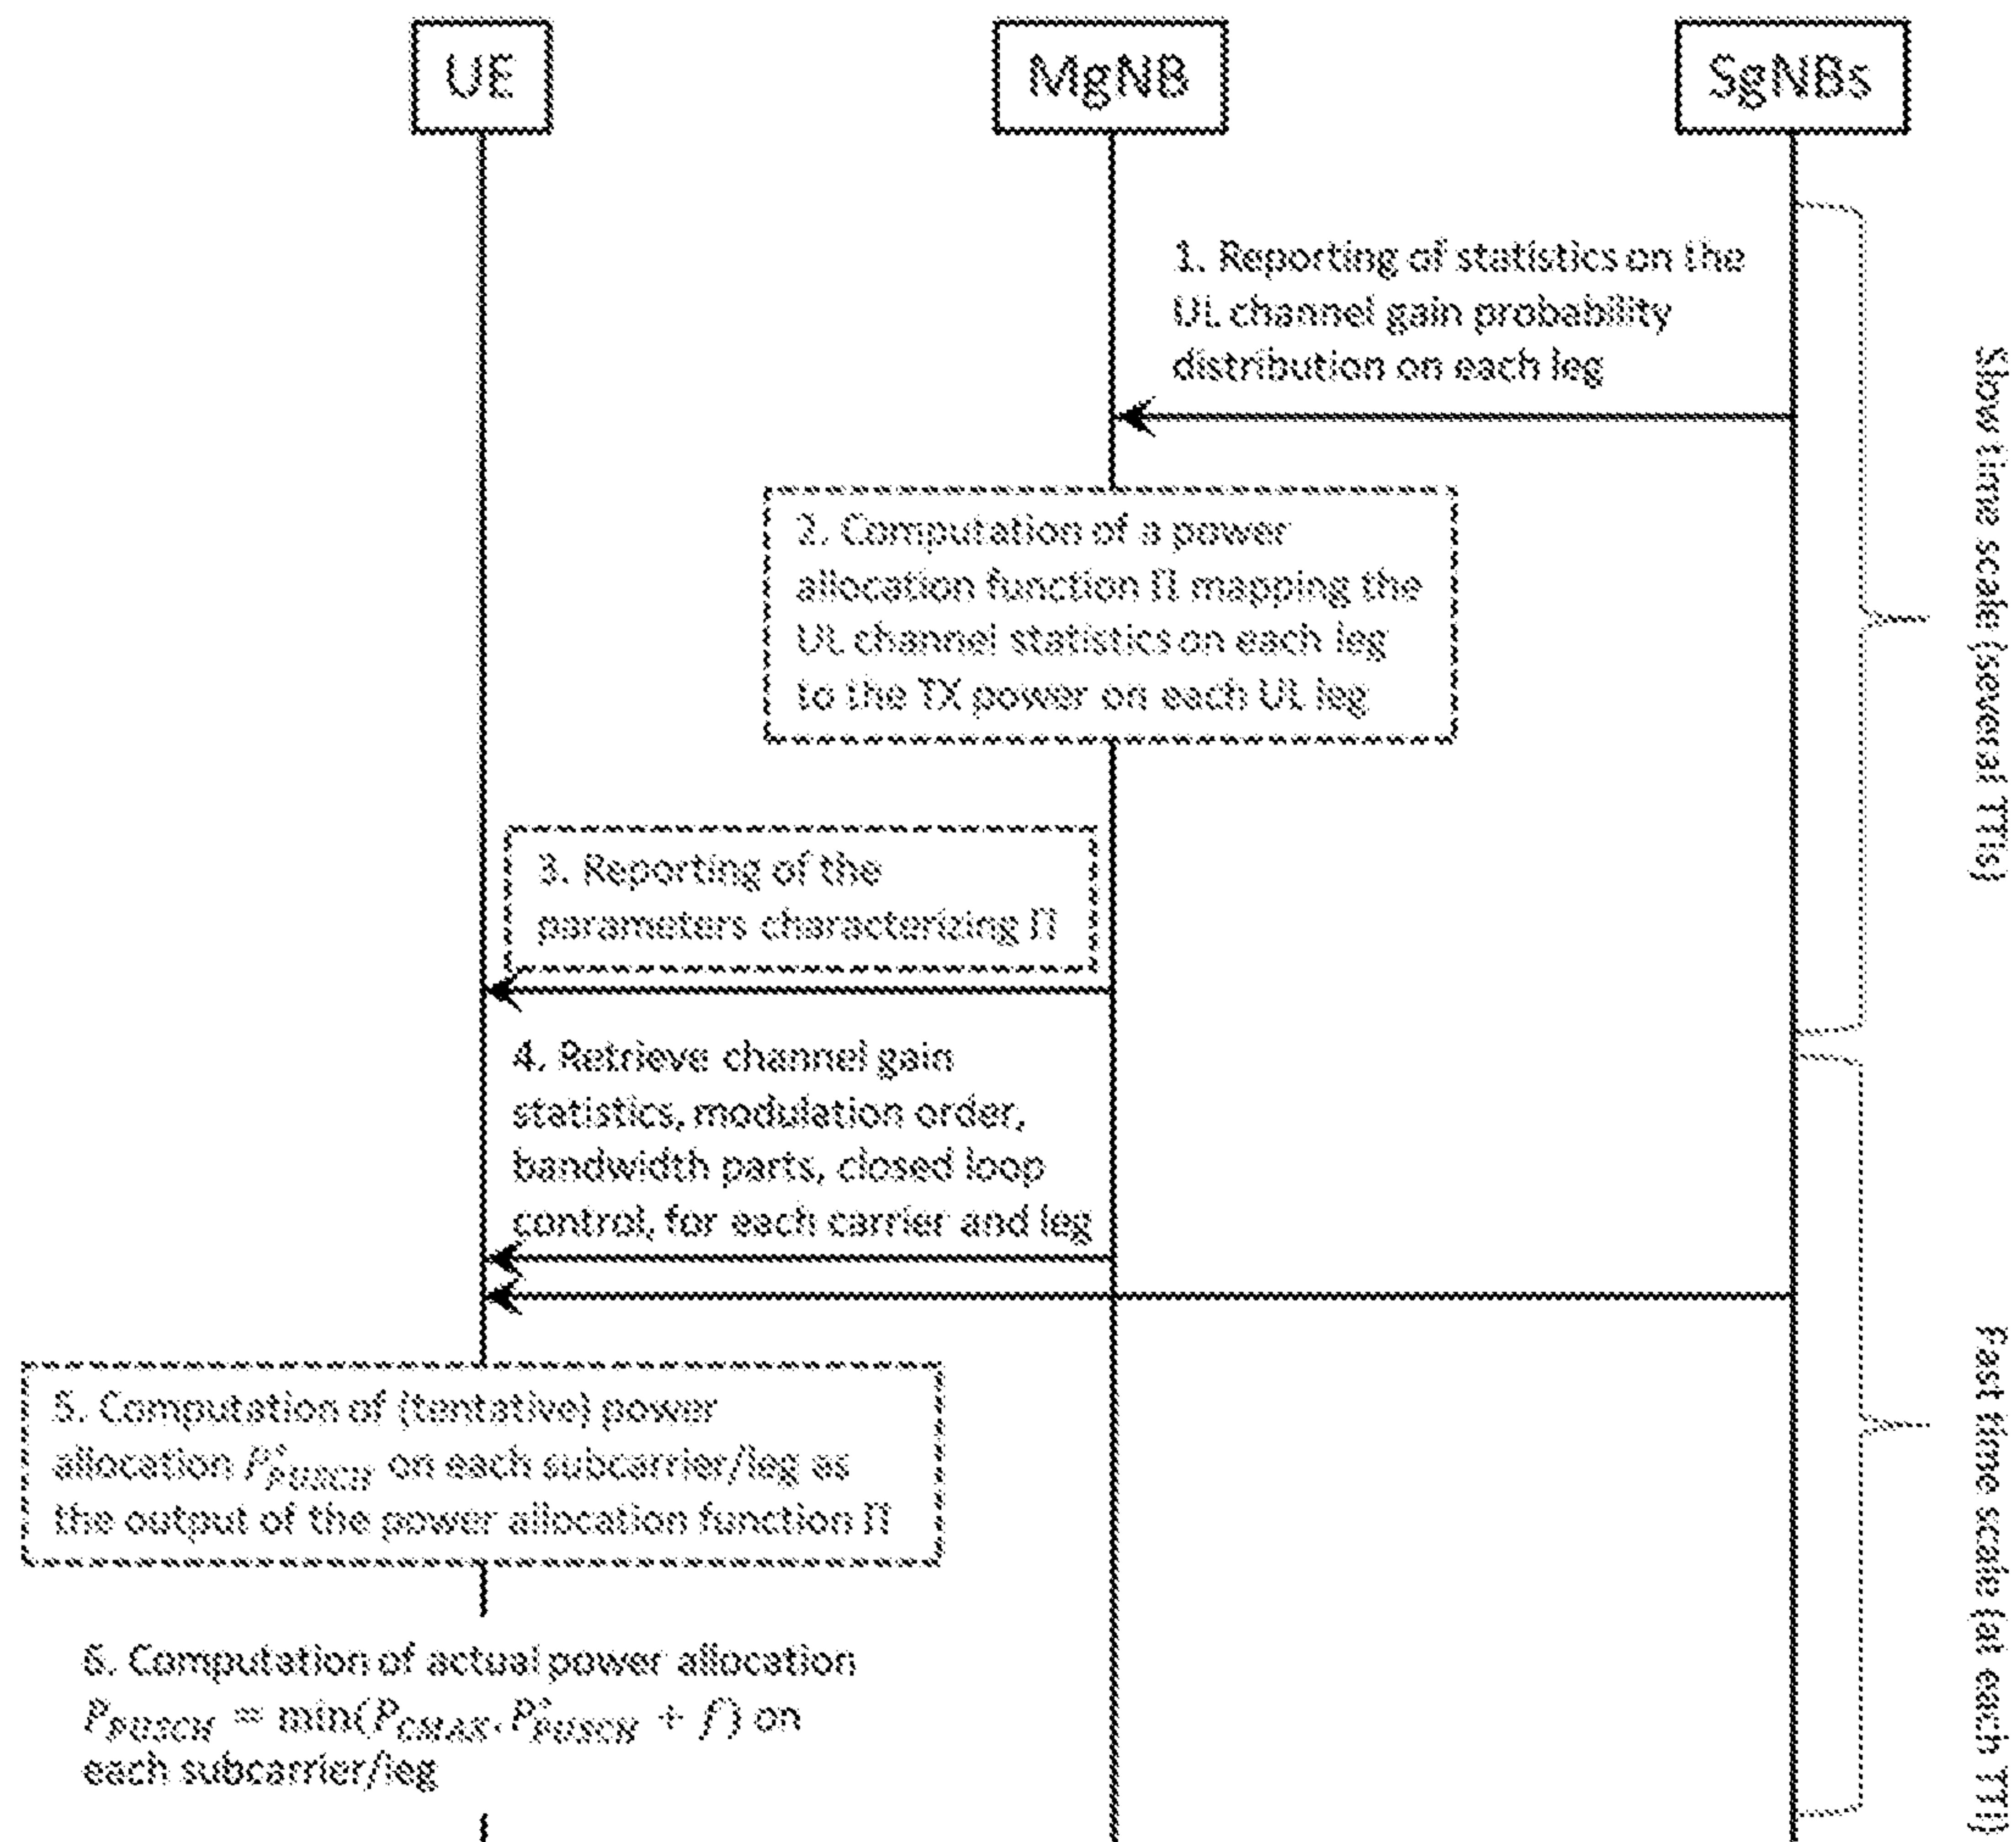 UE
MgNB
SgNBs
1. Reporting of statistics on the
UL channel gain probability
distribution on each leg
2. Computation of a power
allocation function Π mapping the
UL channel statistics on each leg
to the TX power on each UL leg
3. Reporting of the
parameters characterizing Π
4. Retrieve channel gain
statistics, modulation order,
bandwidth parts, closed loop
control, for each carrier and leg
5. Computation of (tentative) power
allocation P*_PUSCH on each subcarrier/leg as
the output of the power allocation function Π
6. Computation of actual power allocation
P_PUSCH = min(P_CMAX, P*_PUSCH + f) on
each subcarrier/leg
Slow time scale (several TTIs)
Fast time scale (at each TTI)